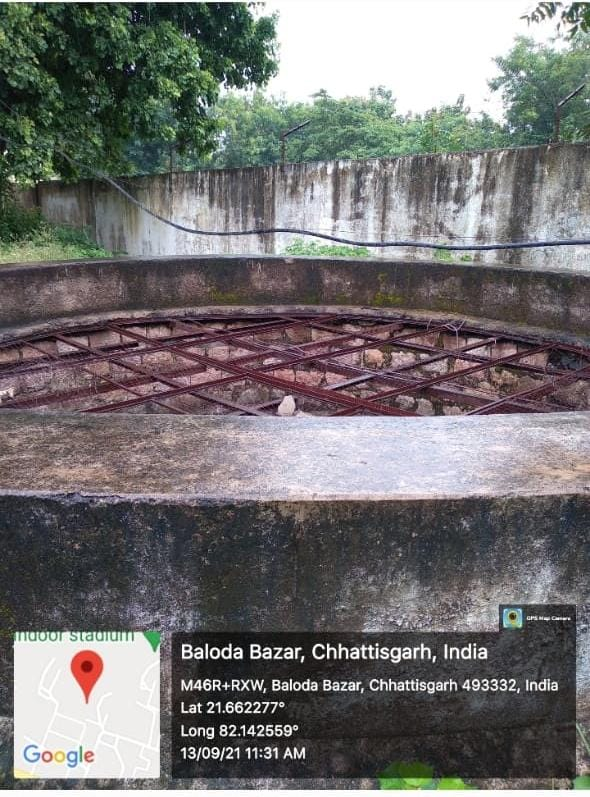 GPS Map Camera
indoor stadium
Google
Baloda Bazar, Chhattisgarh, India
M46R+RXW, Baloda Bazar, Chhattisgarh 493332, India
Lat 21.662277°
Long 82.142559°
13/09/21 11:31 AM